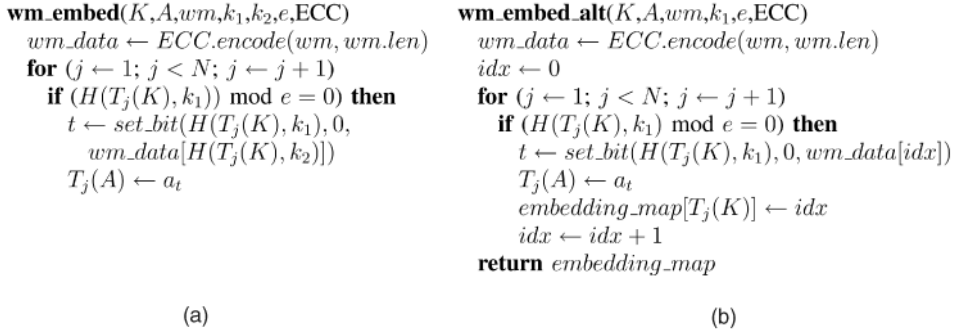 wm_embed(K,A,wm,k₁,k₂,e,ECC)
wm_data ← ECC.encode(wm, wm.len)
for (j ← 1; j < N; j ← j + 1)
if (H(Tⱼ(K), k₁)) mod e = 0) then
t ← set_bit(H(Tⱼ(K), k₁), 0,
wm_data[H(Tⱼ(K), k₂)])
Tⱼ(A) ← aₜ
(a)
wm_embed_alt(K,A,wm,k₁,e,ECC)
wm_data ← ECC.encode(wm, wm.len)
idx ← 0
for (j ← 1; j < N; j ← j + 1)
if (H(Tⱼ(K), k₁) mod e = 0) then
t ← set_bit(H(Tⱼ(K), k₁), 0, wm_data[idx])
Tⱼ(A) ← aₜ
embedding_map[Tⱼ(K)] ← idx
idx ← idx + 1
return embedding_map
(b)